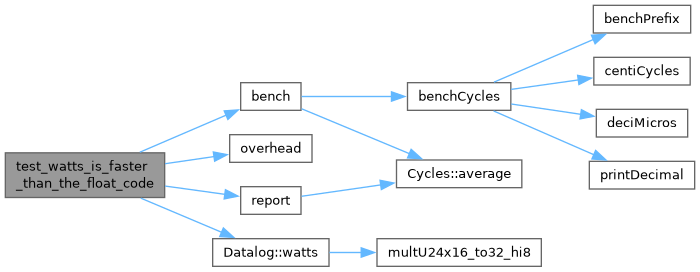 test_watts_is_faster
_than_the_float_code
bench
overhead
report
Datalog::watts
benchCycles
Cycles::average
multU24x16_to32_hi8
benchPrefix
centiCycles
deciMicros
printDecimal